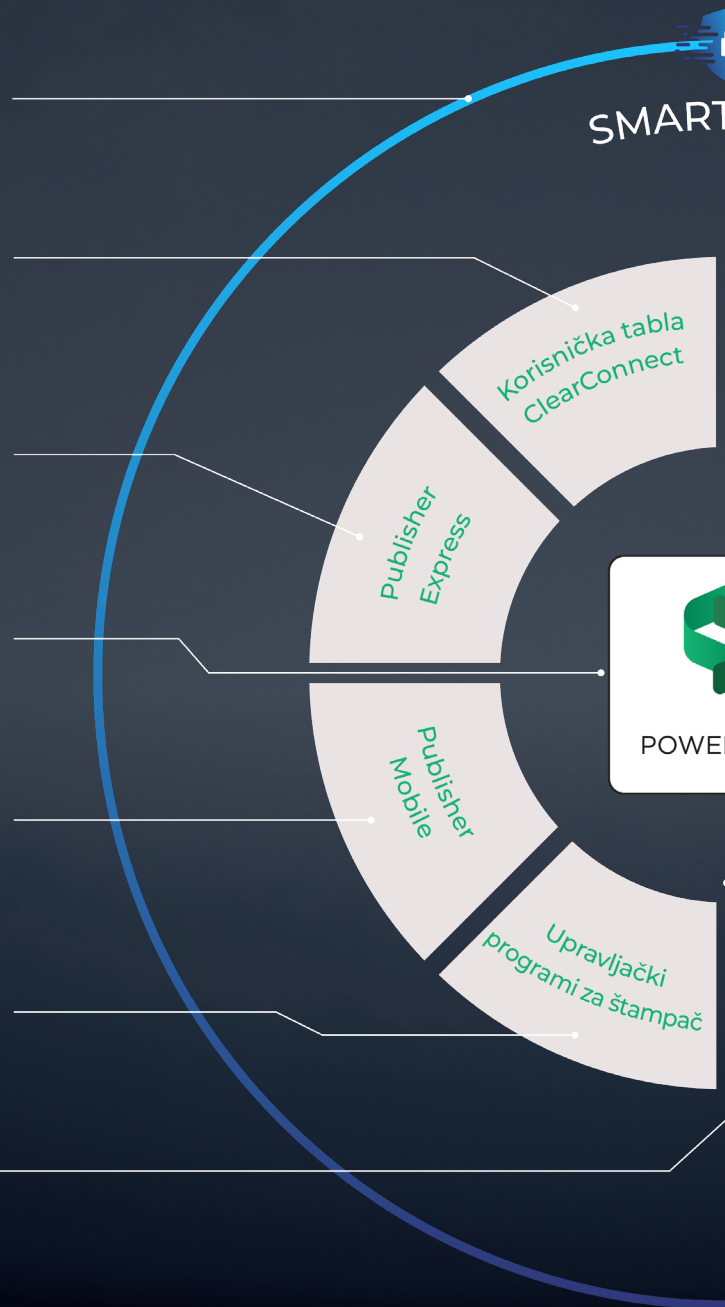 SMART
Korisnička tabla
ClearConnect
Publisher
Express
POWE
Publisher
Mobile
Upravljački
programi za štampač